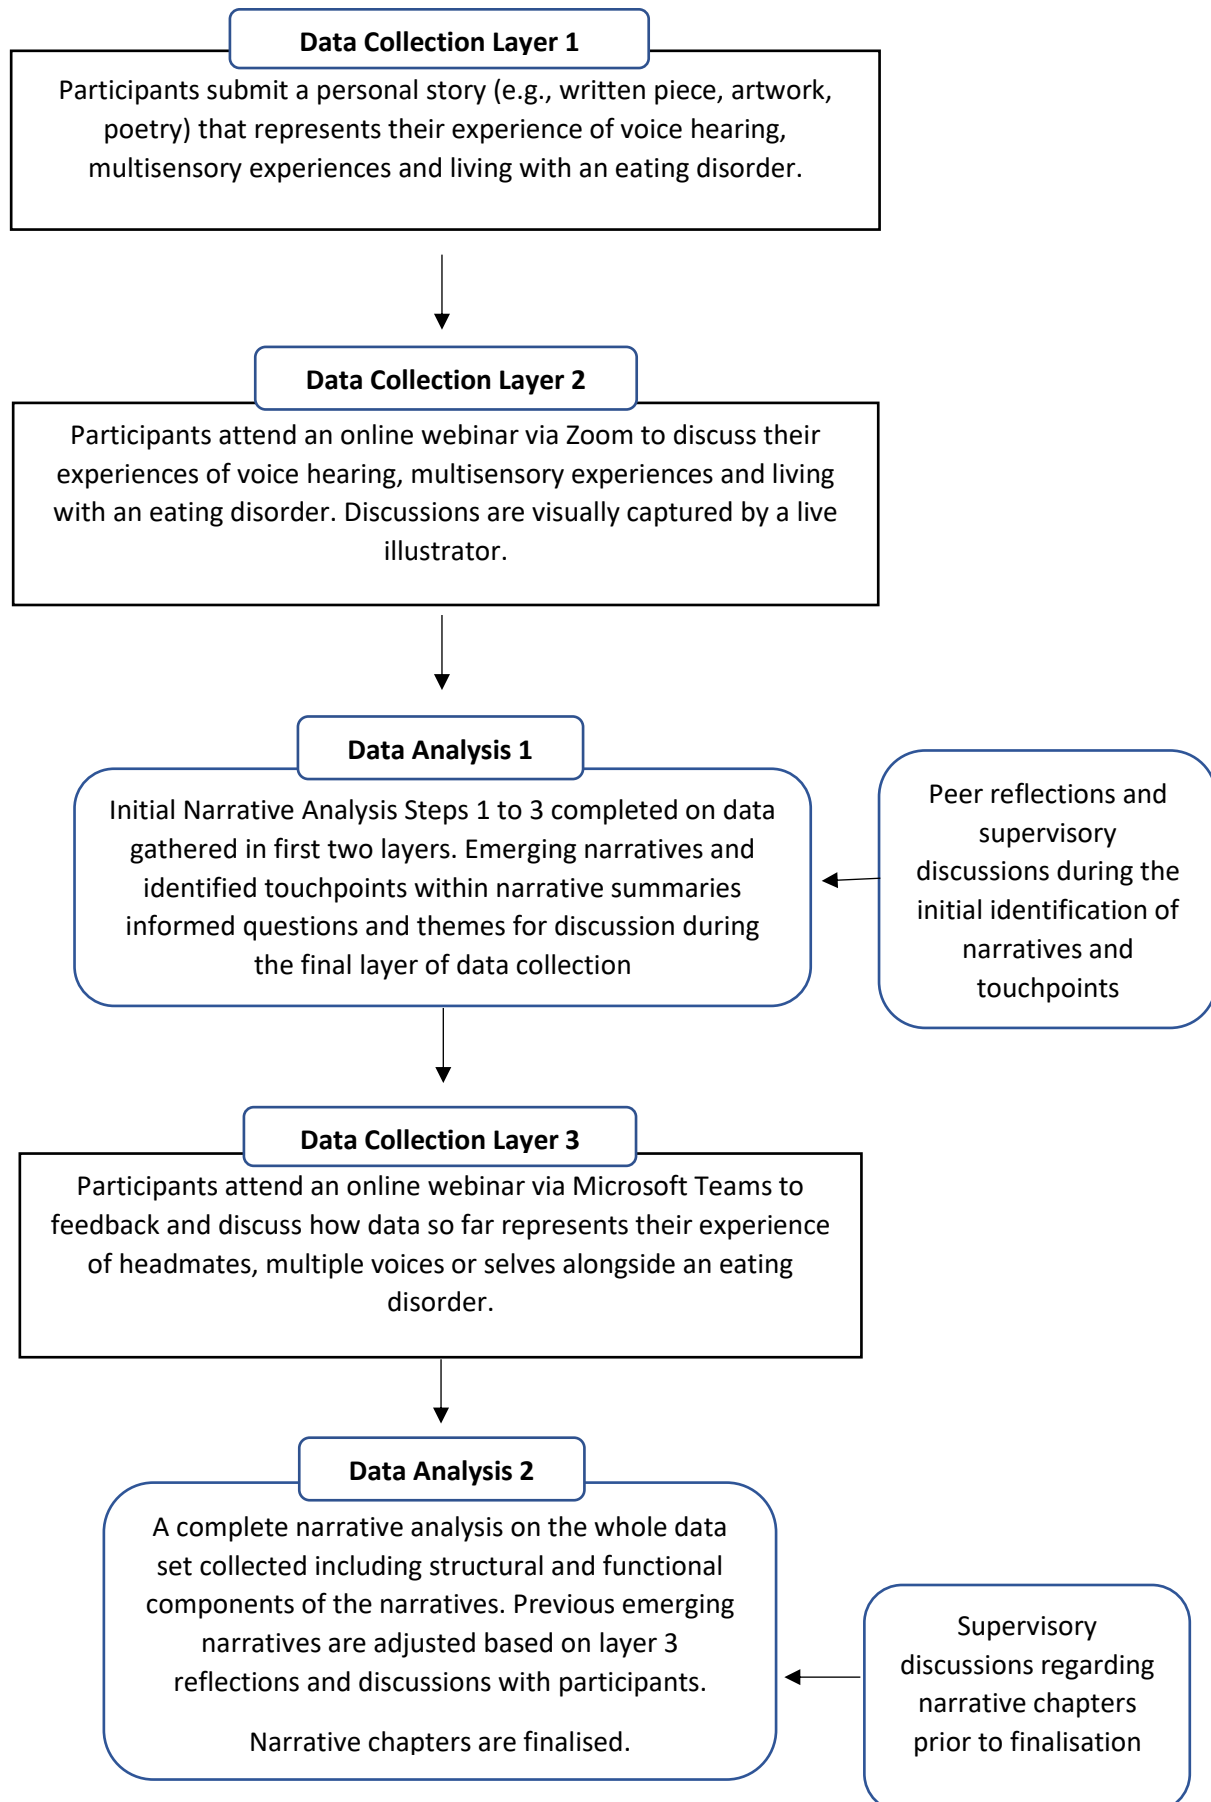 Data Collection Layer 1
Participants submit a personal story (e.g., written piece, artwork,
poetry) that represents their experience of voice hearing,
multisensory experiences and living with an eating disorder.
Data Collection Layer 2
Participants attend an online webinar via Zoom to discuss their
experiences of voice hearing, multisensory experiences and living
with an eating disorder. Discussions are visually captured by a live
illustrator.
Data Analysis 1
Initial Narrative Analysis Steps 1 to 3 completed on data
gathered in first two layers. Emerging narratives and
identified touchpoints within narrative summaries
informed questions and themes for discussion during
the final layer of data collection
Peer reflections and
supervisory
discussions during the
initial identification of
narratives and
touchpoints
Data Collection Layer 3
Participants attend an online webinar via Microsoft Teams to
feedback and discuss how data so far represents their experience
of headmates, multiple voices or selves alongside an eating
disorder.
Data Analysis 2
A complete narrative analysis on the whole data
set collected including structural and functional
components of the narratives. Previous emerging
narratives are adjusted based on layer 3
reflections and discussions with participants.
Narrative chapters are finalised.
Supervisory
discussions regarding
narrative chapters
prior to finalisation